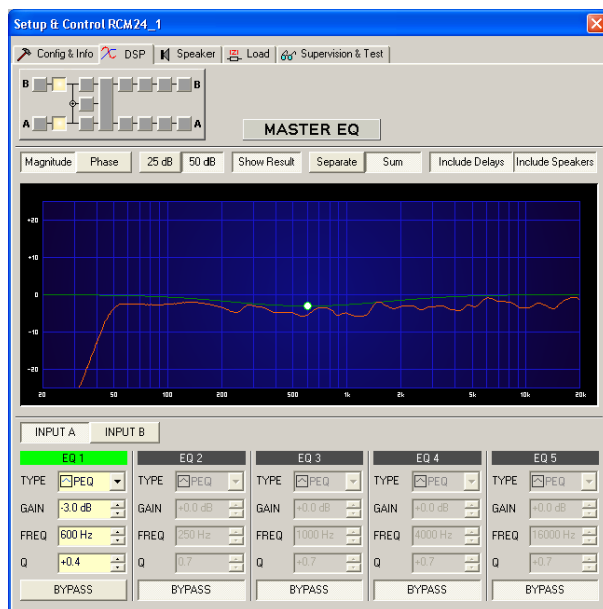 Setup & Control RCM24_1
Config & Info DSP Speaker Load Supervision & Test
B B
A A
MASTER EQ
Magnitude Phase 25 dB 50 dB Show Result Separate Sum Include Delays Include Speakers
+20
+10
0
-10
-20
20 50 100 200 500 1k 2k 5k 10k 20k
INPUT A INPUT B
EQ 1 EQ 2 EQ 3 EQ 4 EQ 5
TYPE PEQ TYPE PEQ TYPE PEQ TYPE PEQ TYPE PEQ
GAIN -3.0 dB GAIN +0.0 dB GAIN +0.0 dB GAIN +0.0 dB GAIN +0.0 dB
FREQ 600 Hz FREQ 250 Hz FREQ 1000 Hz FREQ 4000 Hz FREQ 16000 Hz
Q +0.4 Q 0.7 Q +0.7 Q +0.7 Q +0.7
BYPASS BYPASS BYPASS BYPASS BYPASS